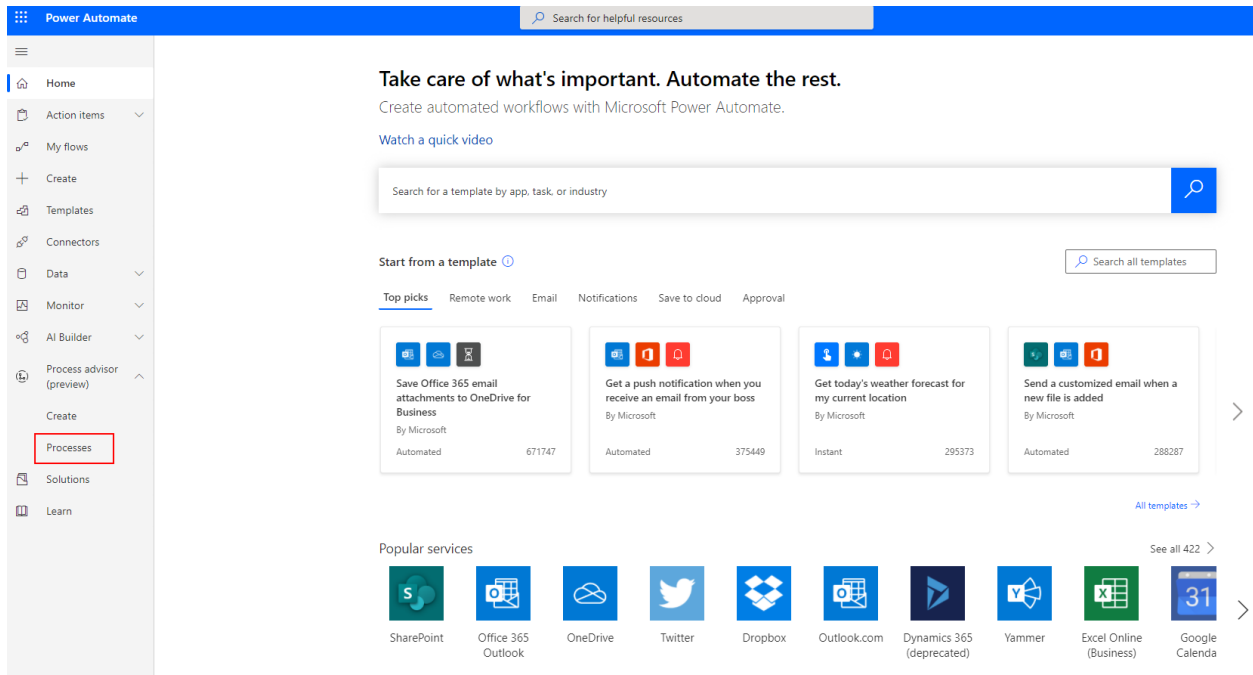 Power Automate
Search for helpful resources
Home
Action items
My flows
Create
Templates
Connectors
Data
Monitor
AI Builder
Process advisor
(preview)
Create
Processes
Solutions
Learn
Take care of what's important. Automate the rest.
Create automated workflows with Microsoft Power Automate.
Watch a quick video
Search for a template by app, task, or industry
Start from a template
Search all templates
Top picks Remote work Email Notifications Save to cloud Approval
Save Office 365 email
attachments to OneDrive for
Business
By Microsoft
Automated 671747
Get a push notification when you
receive an email from your boss
By Microsoft
Automated 375449
Get today's weather forecast for
my current location
By Microsoft
Instant 295373
Send a customized email when a
new file is added
By Microsoft
Automated 288287
All templates
Popular services
See all 422
SharePoint
Office 365
Outlook
OneDrive
Twitter
Dropbox
Outlook.com
Dynamics 365
(deprecated)
Yammer
Excel Online
(Business)
31
Google
Calenda